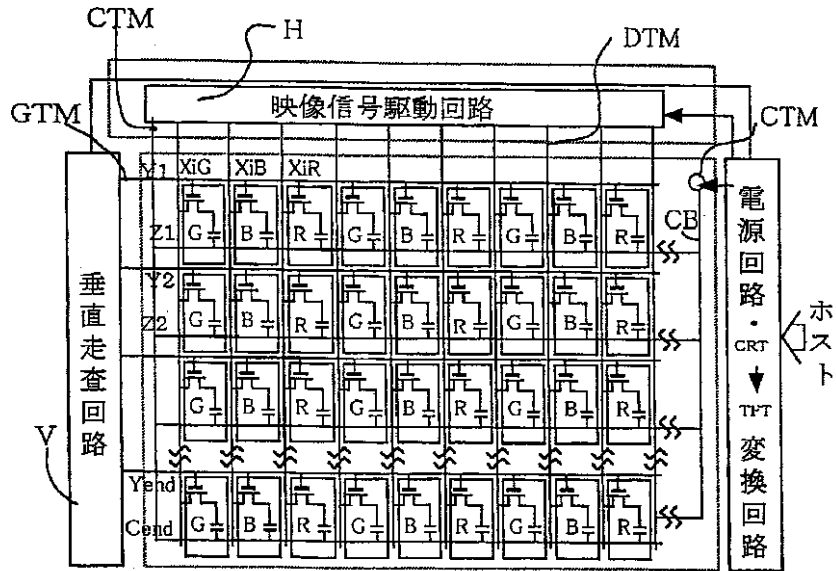 CTM
H
DTM
映像信号駆動回路
GTM
CTM
Y1 XiG XiB XiR
G B R G B R G B R
Z1
CB
Y2
G B R G B R G B R
Z2
G B R G B R G B R
V
Yend
G B R G B R G B R
Cend
垂直走査回路
電源回路・CRT
TFT変換回路
ホスト